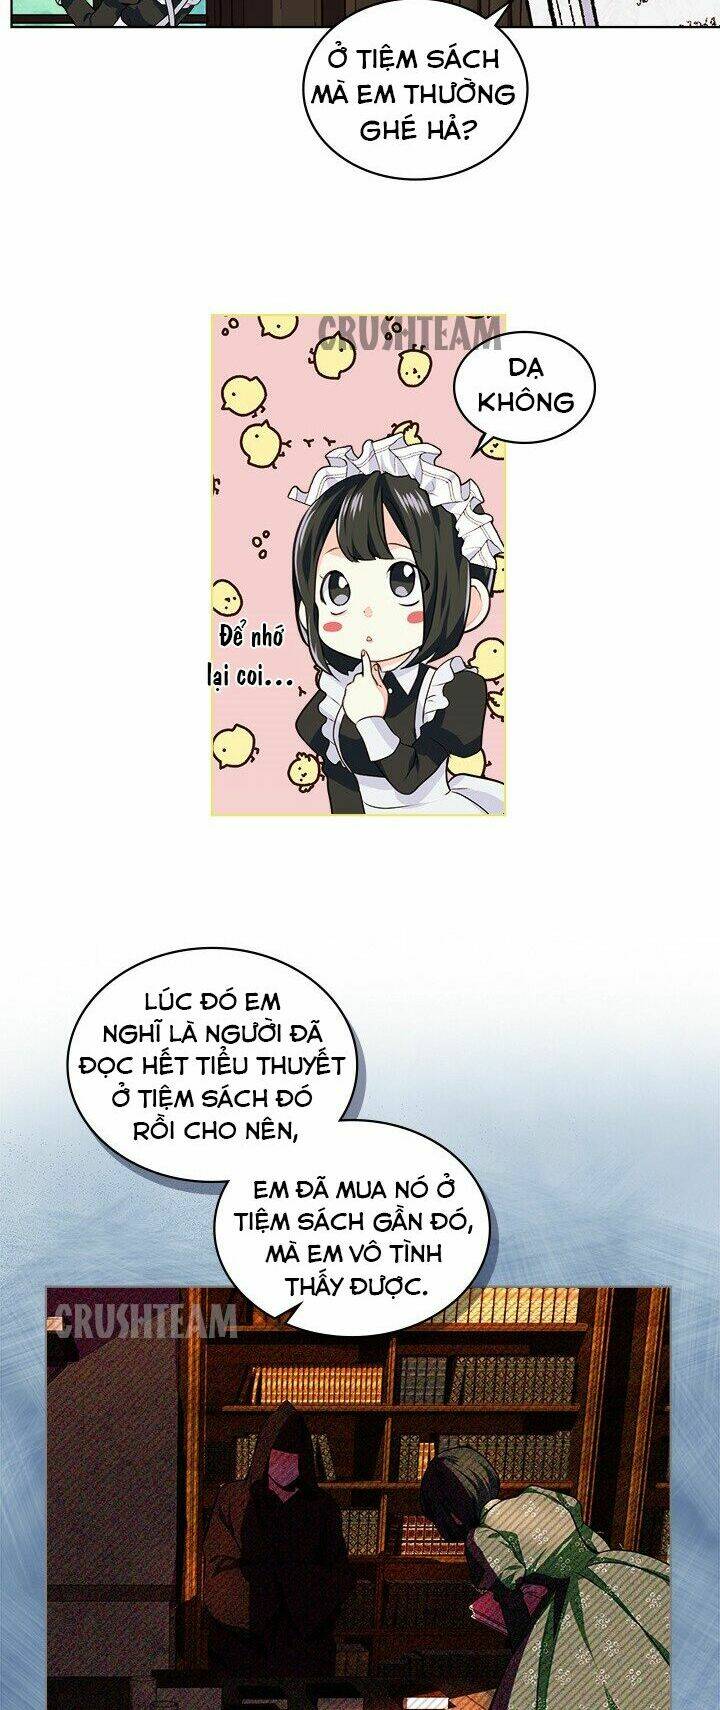 Ở TIỆM SÁCH
MÀ EM THƯỜNG
GHÉ HẢ?
CRUSHTEAM
DẠ
KHÔNG
Để nhớ
lại coi...
LÚC ĐÓ EM
NGHĨ LÀ NGƯỜI ĐÃ
ĐỌC HẾT TIỂU THUYẾT
Ở TIỆM SÁCH ĐÓ
RỒI CHO NÊN,
EM ĐÃ MUA NÓ Ở
TIỆM SÁCH GẦN ĐÓ,
MÀ EM VÔ TÌNH
THẤY ĐƯỢC.
CRUSHTEAM